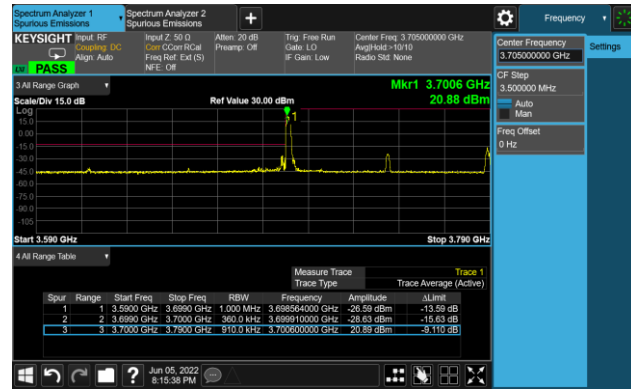 Spectrum Analyzer 1
Spurious Emissions
Spectrum Analyzer 2
Spurious Emissions
+
Frequency
KEYSIGHT
Input: RF
Coupling: DC
Align: Auto
Input Z: 50 Ω
Corr CCorr RCal
Freq Ref: Ext (S)
NFE: Off
Atten: 20 dB
Preamp: Off
Trig: Free Run
Gate: LO
IF Gain: Low
Center Freq: 3.705000000 GHz
Avg|Hold:>10/10
Radio Std: None
PASS
Center Frequency
3.705000000 GHz
Settings
CF Step
3.500000 MHz
Auto
Man
Freq Offset
0 Hz
3 All Range Graph
Mkr1 3.7006 GHz
Scale/Div 15.0 dB
Ref Value 30.00 dBm
20.88 dBm
Log
1
15.0
0.00
-15.0
-30.0
-45.0
-60.0
-75.0
-90.0
-105
Start 3.590 GHz
Stop 3.790 GHz
4 All Range Table
Measure Trace Trace 1
Trace Type Trace Average (Active)
Spur Range Start Freq Stop Freq RBW Frequency Amplitude ΔLimit
1 1 3.5900 GHz 3.6990 GHz 1.000 MHz 3.698564000 GHz -26.59 dBm -13.59 dB
2 2 3.6990 GHz 3.7000 GHz 360.0 kHz 3.699910000 GHz -28.63 dBm -15.63 dB
3 3 3.7000 GHz 3.7900 GHz 910.0 kHz 3.700600000 GHz 20.89 dBm -9.110 dB
?
Jun 05, 2022
8:15:38 PM